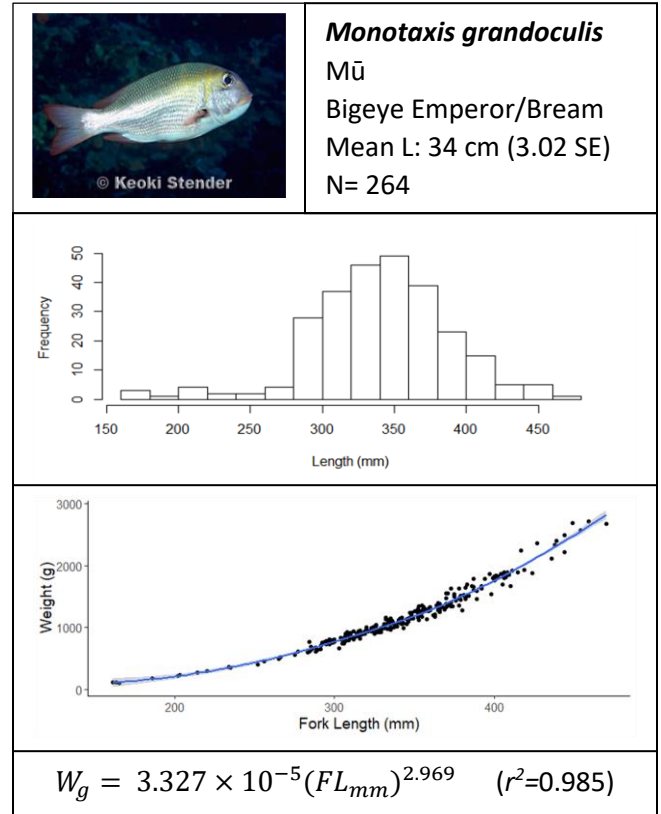 Monotaxis grandoculis
Mū
Bigeye Emperor/Bream
Mean L: 34 cm (3.02 SE)
N= 264
© Keoki Stender
50
40
30
20
10
0
Frequency
150 200 250 300 350 400 450
Length (mm)
3000
2000
1000
0
Weight (g)
200 300 400
Fork Length (mm)
W_g = 3.327 × 10⁻⁵(FL_mm)²·⁹⁶⁹ (r²=0.985)